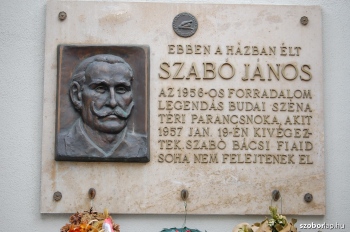 EBBEN A HÁZBAN ÉLT
SZABÓ JÁNOS
AZ 1956-OS FORRADALOM
LEGENDÁS BUDAI SZÉNA
TÉRI PARANCSNOKA, AKIT
1957 JAN. 19-ÉN KIVÉGEZ-
TEK. SZABÓ BÁCSI FIAID
SOHA NEM FELEJTENEK EL
szoborlap.hu